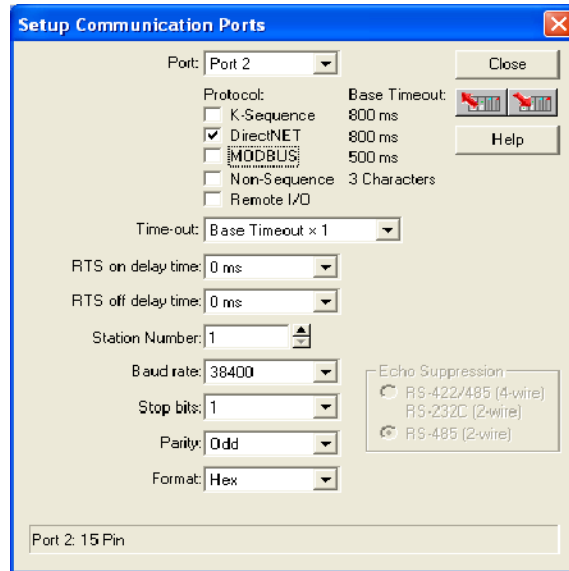 Setup Communication Ports
Port: Port 2
Close
Protocol: Base Timeout:
K-Sequence 800 ms
DirectNET 800 ms
MODBUS 500 ms
Non-Sequence 3 Characters
Remote I/O
Help
Time-out: Base Timeout × 1
RTS on delay time: 0 ms
RTS off delay time: 0 ms
Station Number: 1
Baud rate: 38400
Stop bits: 1
Parity: Odd
Format: Hex
Echo Suppression
RS-422/485 (4-wire)
RS-232C (2-wire)
RS-485 (2-wire)
Port 2: 15 Pin